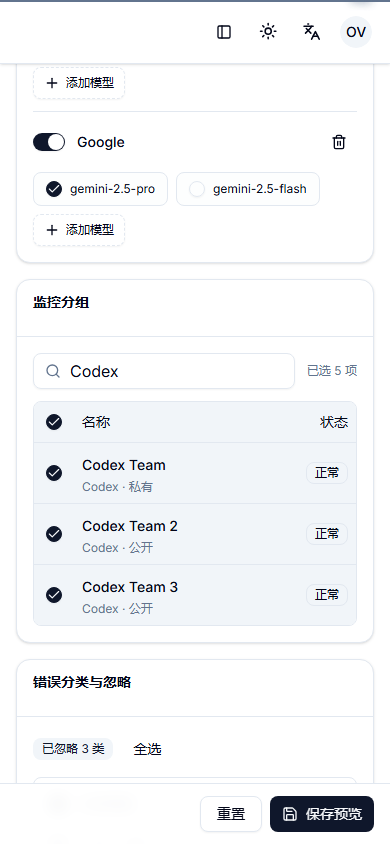 OV
添加模型
Google
gemini-2.5-pro
gemini-2.5-flash
添加模型
监控分组
Codex
已选 5 项
名称
状态
Codex Team
正常
Codex · 私有
Codex Team 2
正常
Codex · 公开
Codex Team 3
正常
Codex · 公开
错误分类与忽略
已忽略 3 类
全选
重置
保存预览